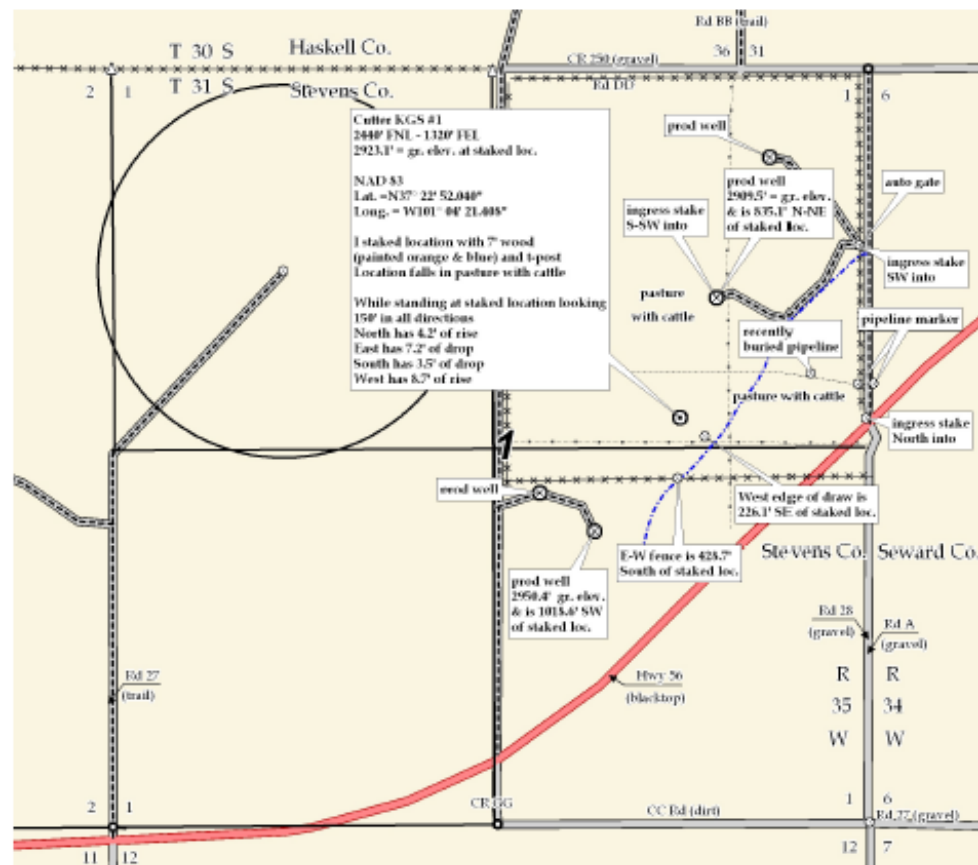 Rd BB (trail)
T 30 S
Haskell Co.
36
31
CR 250 (gravel)
T 31 S
Stevens Co.
Rd DD
2
1
1
6
Cutter KGS #1
2440' FNL - 1320' FEL
2923.1' = gr. elev. at staked loc.
NAD 83
Lat. =N37° 22' 52.040"
Long. = W101° 04' 21.408"
I staked location with 7' wood
(painted orange & blue) and t-post
Location falls in pasture with cattle
While standing at staked location looking
150' in all directions
North has 4.2' of rise
East has 7.2' of drop
South has 3.5' of drop
West has 8.7' of rise
prod well
prod well
2909.5' = gr. elev.
& is 835.1' N-NE
of staked loc.
auto gate
ingress stake
S-SW into
ingress stake
SW into
pasture
with cattle
pipeline marker
recently
buried pipeline
pasture with cattle
ingress stake
North into
1
prod well
West edge of draw is
226.1' SE of staked loc.
E-W fence is 428.7'
South of staked loc.
Stevens Co.
Seward Co.
prod well
2950.4' gr. elev.
& is 1018.6' SW
of staked loc.
Rd 28
(gravel)
Rd A
(gravel)
Rd 27
(trail)
Hwy 56
(blacktop)
R
R
35
34
W
W
2
1
CR GG
CC Rd (dirt)
1
6
Rd 27 (gravel)
11
12
12
7